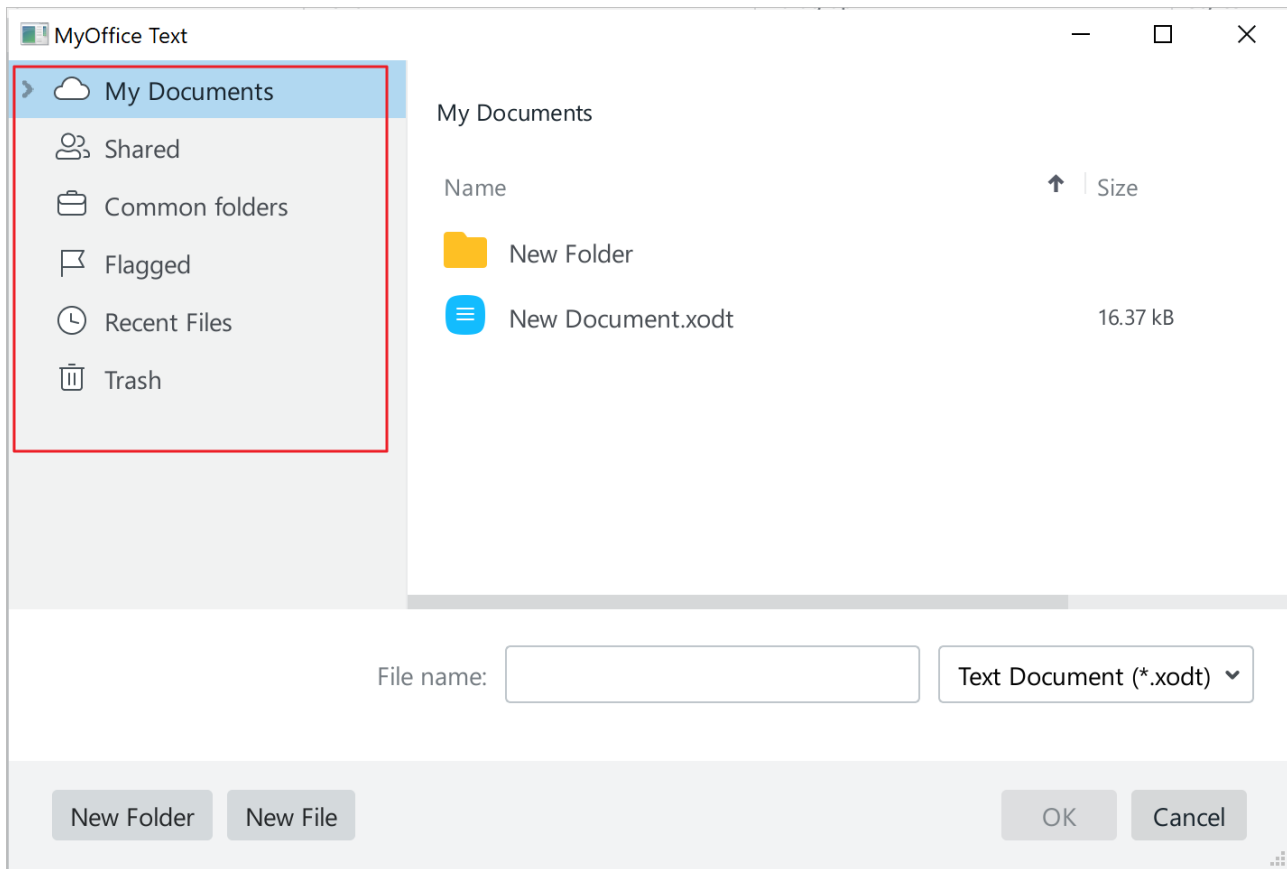 MyOffice Text
My Documents
Shared
Common folders
Flagged
Recent Files
Trash
My Documents
Name Size
New Folder
New Document.xodt 16.37 kB
File name: Text Document (*.xodt)
New Folder New File OK Cancel